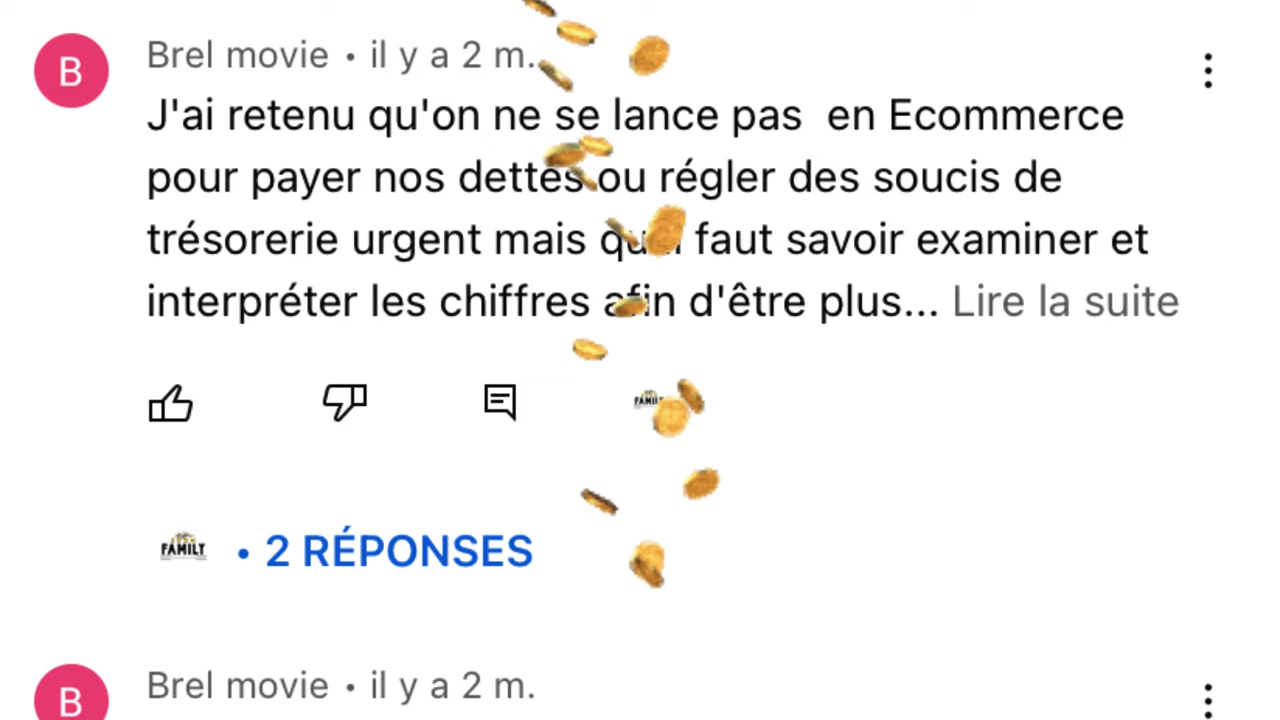 B
Brel movie • il y a 2 m.
J'ai retenu qu'on ne se lance pas en Ecommerce
pour payer nos dettes ou régler des soucis de
trésorerie urgent mais faut savoir examiner et
interpréter les chiffres afin d'être plus... Lire la suite
FAMILY
FAMILY • 2 RÉPONSES
B
Brel movie • il y a 2 m.